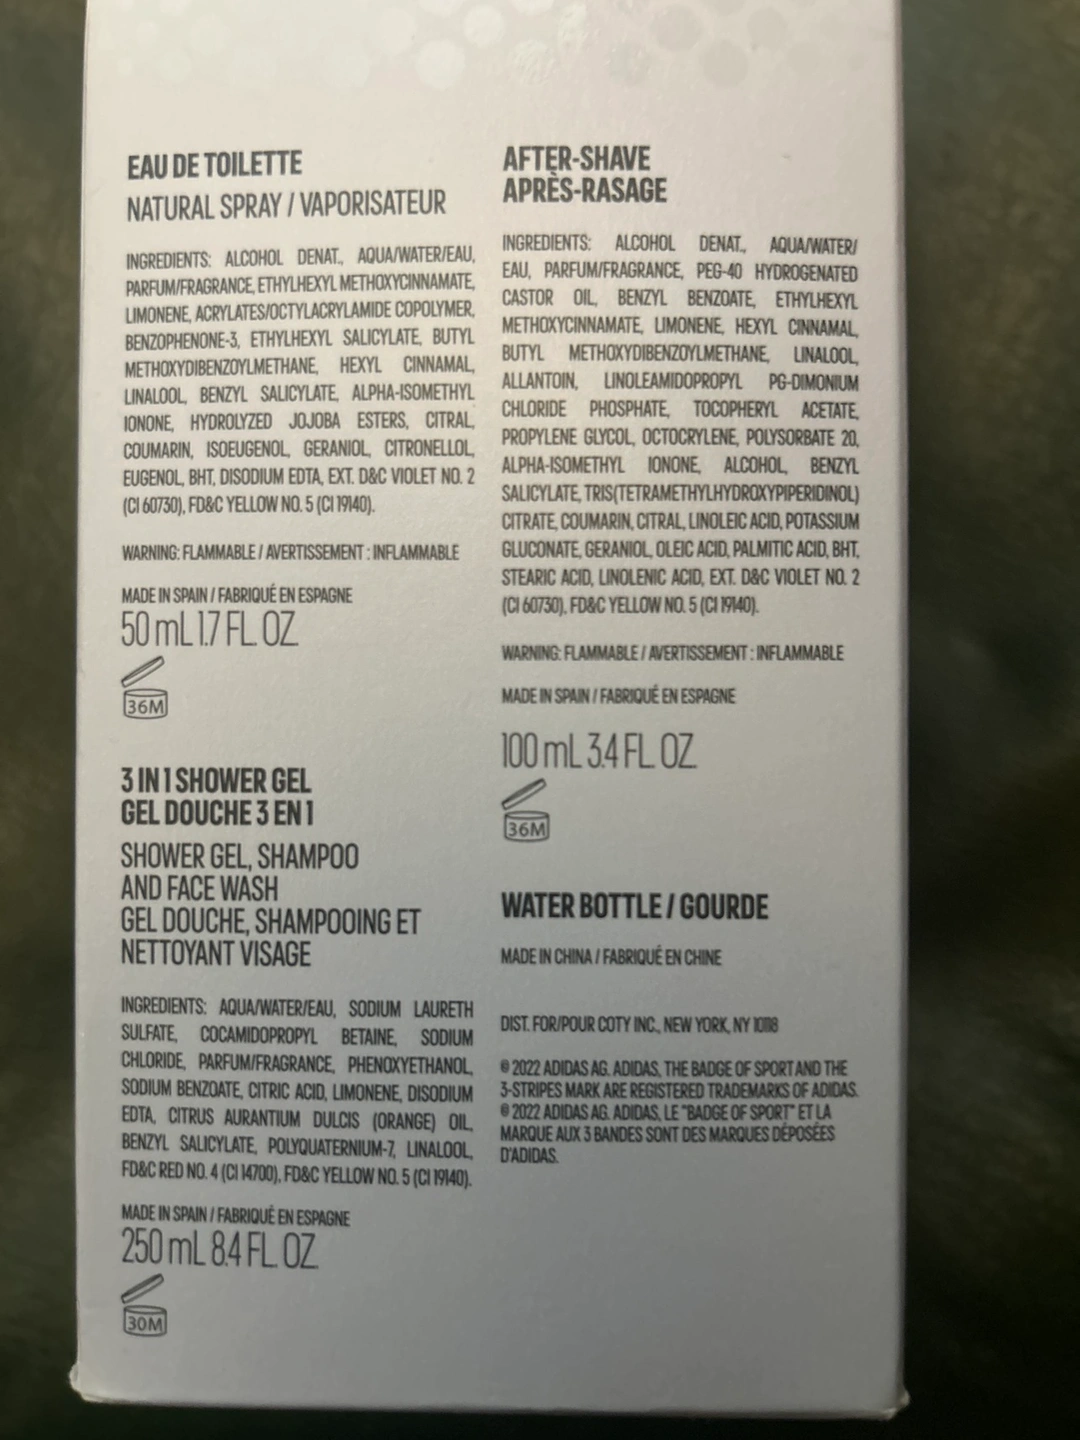 EAU DE TOILETTE
NATURAL SPRAY / VAPORISATEUR
INGREDIENTS: ALCOHOL DENAT., AQUA/WATER/EAU,
PARFUM/FRAGRANCE, ETHYLHEXYL METHOXYCINNAMATE,
LIMONENE, ACRYLATES/OCTYLACRYLAMIDE COPOLYMER,
BENZOPHENONE-3, ETHYLHEXYL SALICYLATE, BUTYL
METHOXYDIBENZOYLMETHANE, HEXYL CINNAMAL,
LINALOOL, BENZYL SALICYLATE, ALPHA-ISOMETHYL
IONONE, HYDROLYZED JOJOBA ESTERS, CITRAL,
COUMARIN, ISOEUGENOL, GERANIOL, CITRONELLOL,
EUGENOL, BHT, DISODIUM EDTA, EXT. D&C VIOLET NO. 2
(CI 60730), FD&C YELLOW NO. 5 (CI 19140).
WARNING: FLAMMABLE / AVERTISSEMENT : INFLAMMABLE
MADE IN SPAIN / FABRIQUÉ EN ESPAGNE
50 mL 1.7 FL. OZ.
36M
3 IN 1 SHOWER GEL
GEL DOUCHE 3 EN 1
SHOWER GEL, SHAMPOO
AND FACE WASH
GEL DOUCHE, SHAMPOOING ET
NETTOYANT VISAGE
INGREDIENTS: AQUA/WATER/EAU, SODIUM LAURETH
SULFATE, COCAMIDOPROPYL BETAINE, SODIUM
CHLORIDE, PARFUM/FRAGRANCE, PHENOXYETHANOL,
SODIUM BENZOATE, CITRIC ACID, LIMONENE, DISODIUM
EDTA, CITRUS AURANTIUM DULCIS (ORANGE) OIL,
BENZYL SALICYLATE, POLYQUATERNIUM-7, LINALOOL,
FD&C RED NO. 4 (CI 14700), FD&C YELLOW NO. 5 (CI 19140).
MADE IN SPAIN / FABRIQUÉ EN ESPAGNE
250 mL 8.4 FL. OZ.
30M
AFTER-SHAVE
APRÈS-RASAGE
INGREDIENTS: ALCOHOL DENAT., AQUA/WATER/
EAU, PARFUM/FRAGRANCE, PEG-40 HYDROGENATED
CASTOR OIL, BENZYL BENZOATE, ETHYLHEXYL
METHOXYCINNAMATE, LIMONENE, HEXYL CINNAMAL,
BUTYL METHOXYDIBENZOYLMETHANE, LINALOOL,
ALLANTOIN, LINOLEAMIDOPROPYL PG-DIMONIUM
CHLORIDE PHOSPHATE, TOCOPHERYL ACETATE,
PROPYLENE GLYCOL, OCTOCRYLENE, POLYSORBATE 20,
ALPHA-ISOMETHYL IONONE, ALCOHOL, BENZYL
SALICYLATE, TRIS(TETRAMETHYLHYDROXYPIPERIDINOL)
CITRATE, COUMARIN, CITRAL, LINOLEIC ACID, POTASSIUM
GLUCONATE, GERANIOL, OLEIC ACID, PALMITIC ACID, BHT,
STEARIC ACID, LINOLENIC ACID, EXT. D&C VIOLET NO. 2
(CI 60730), FD&C YELLOW NO. 5 (CI 19140).
WARNING: FLAMMABLE / AVERTISSEMENT : INFLAMMABLE
MADE IN SPAIN / FABRIQUÉ EN ESPAGNE
100 mL 3.4 FL. OZ.
36M
WATER BOTTLE / GOURDE
MADE IN CHINA / FABRIQUÉ EN CHINE
DIST. FOR/POUR COTY INC., NEW YORK, NY 10118
© 2022 ADIDAS AG. ADIDAS, THE BADGE OF SPORT AND THE
3-STRIPES MARK ARE REGISTERED TRADEMARKS OF ADIDAS.
© 2022 ADIDAS AG. ADIDAS, LE "BADGE OF SPORT" ET LA
MARQUE AUX 3 BANDES SONT DES MARQUES DÉPOSÉES
D'ADIDAS.